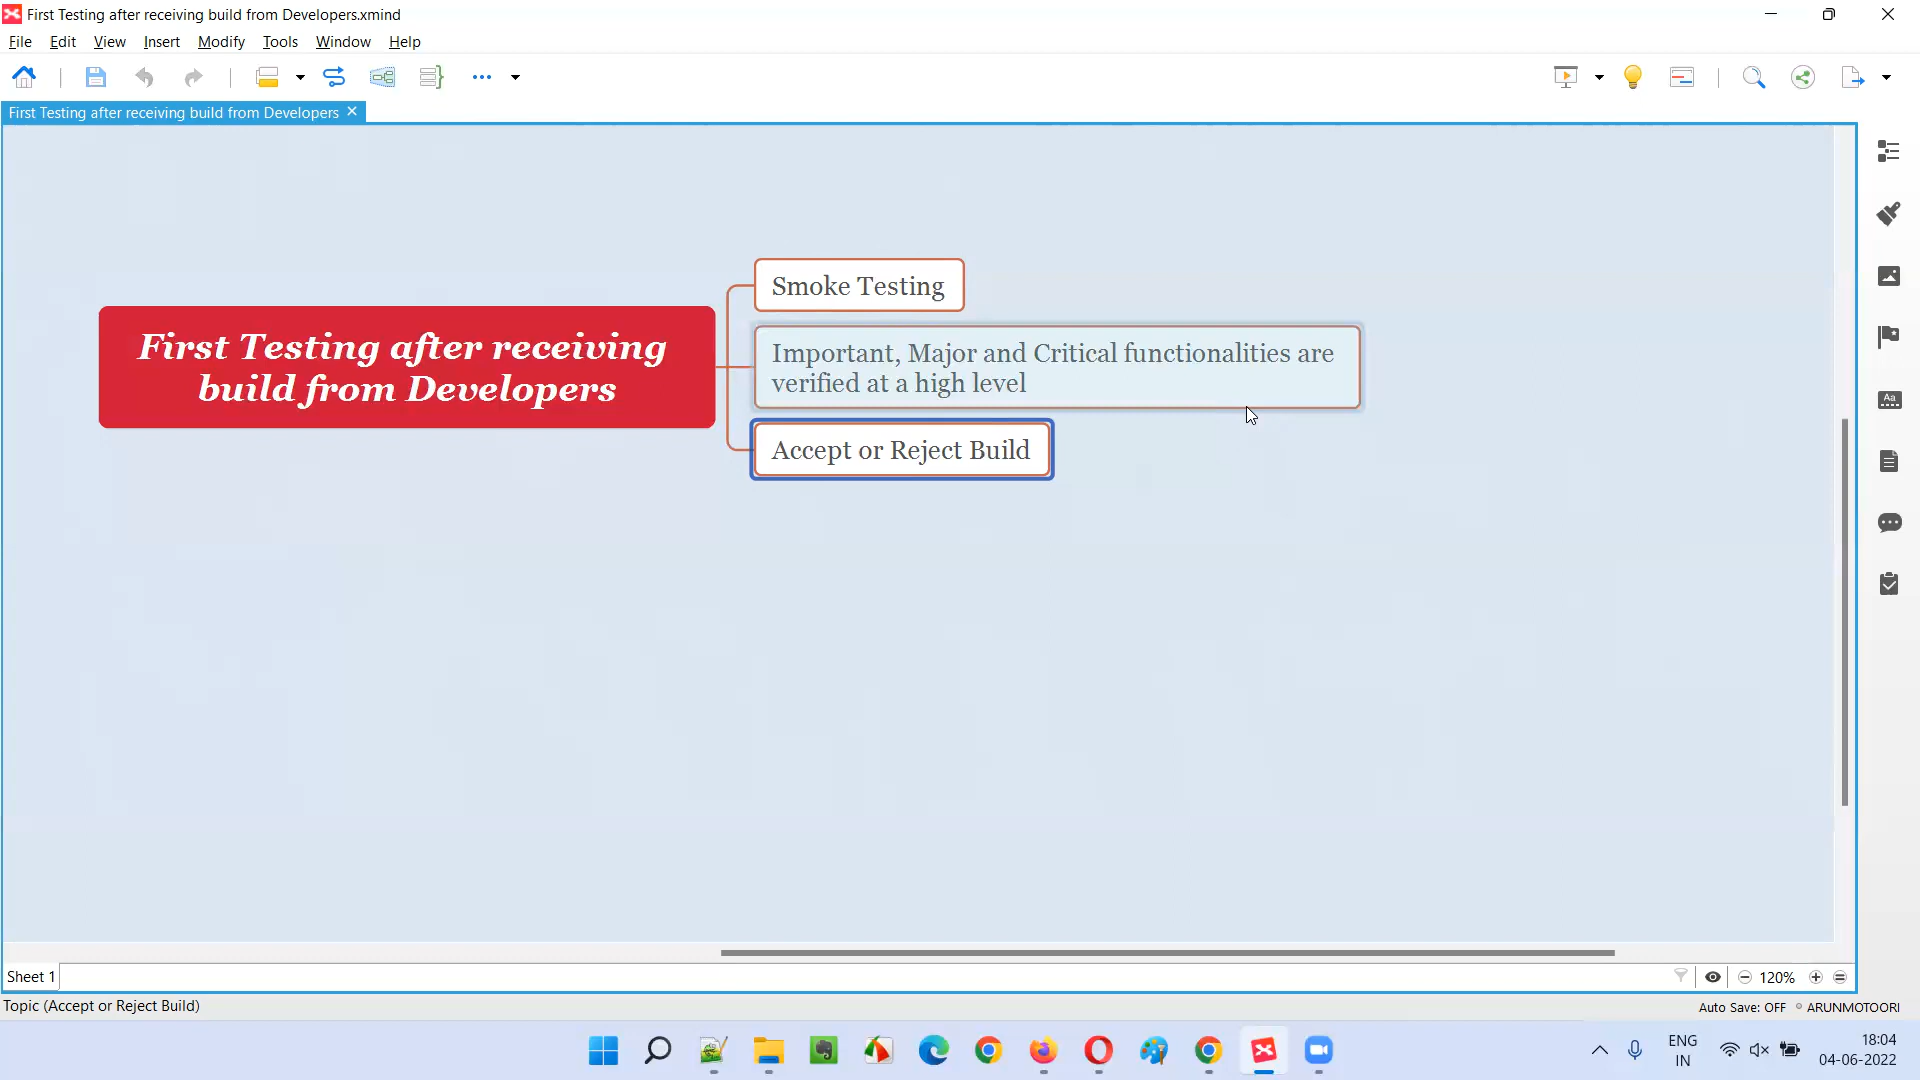 First Testing after receiving build from Developers.xmind
File Edit View Insert Modify Tools Window Help
First Testing after receiving build from Developers
Smoke Testing
First Testing after receiving
build from Developers
Important, Major and Critical functionalities are
verified at a high level
Accept or Reject Build
Aa
Sheet 1
120%
Topic (Accept or Reject Build)
Auto Save: OFF ARUNMOTOORI
ENG
IN
18:04
04-06-2022